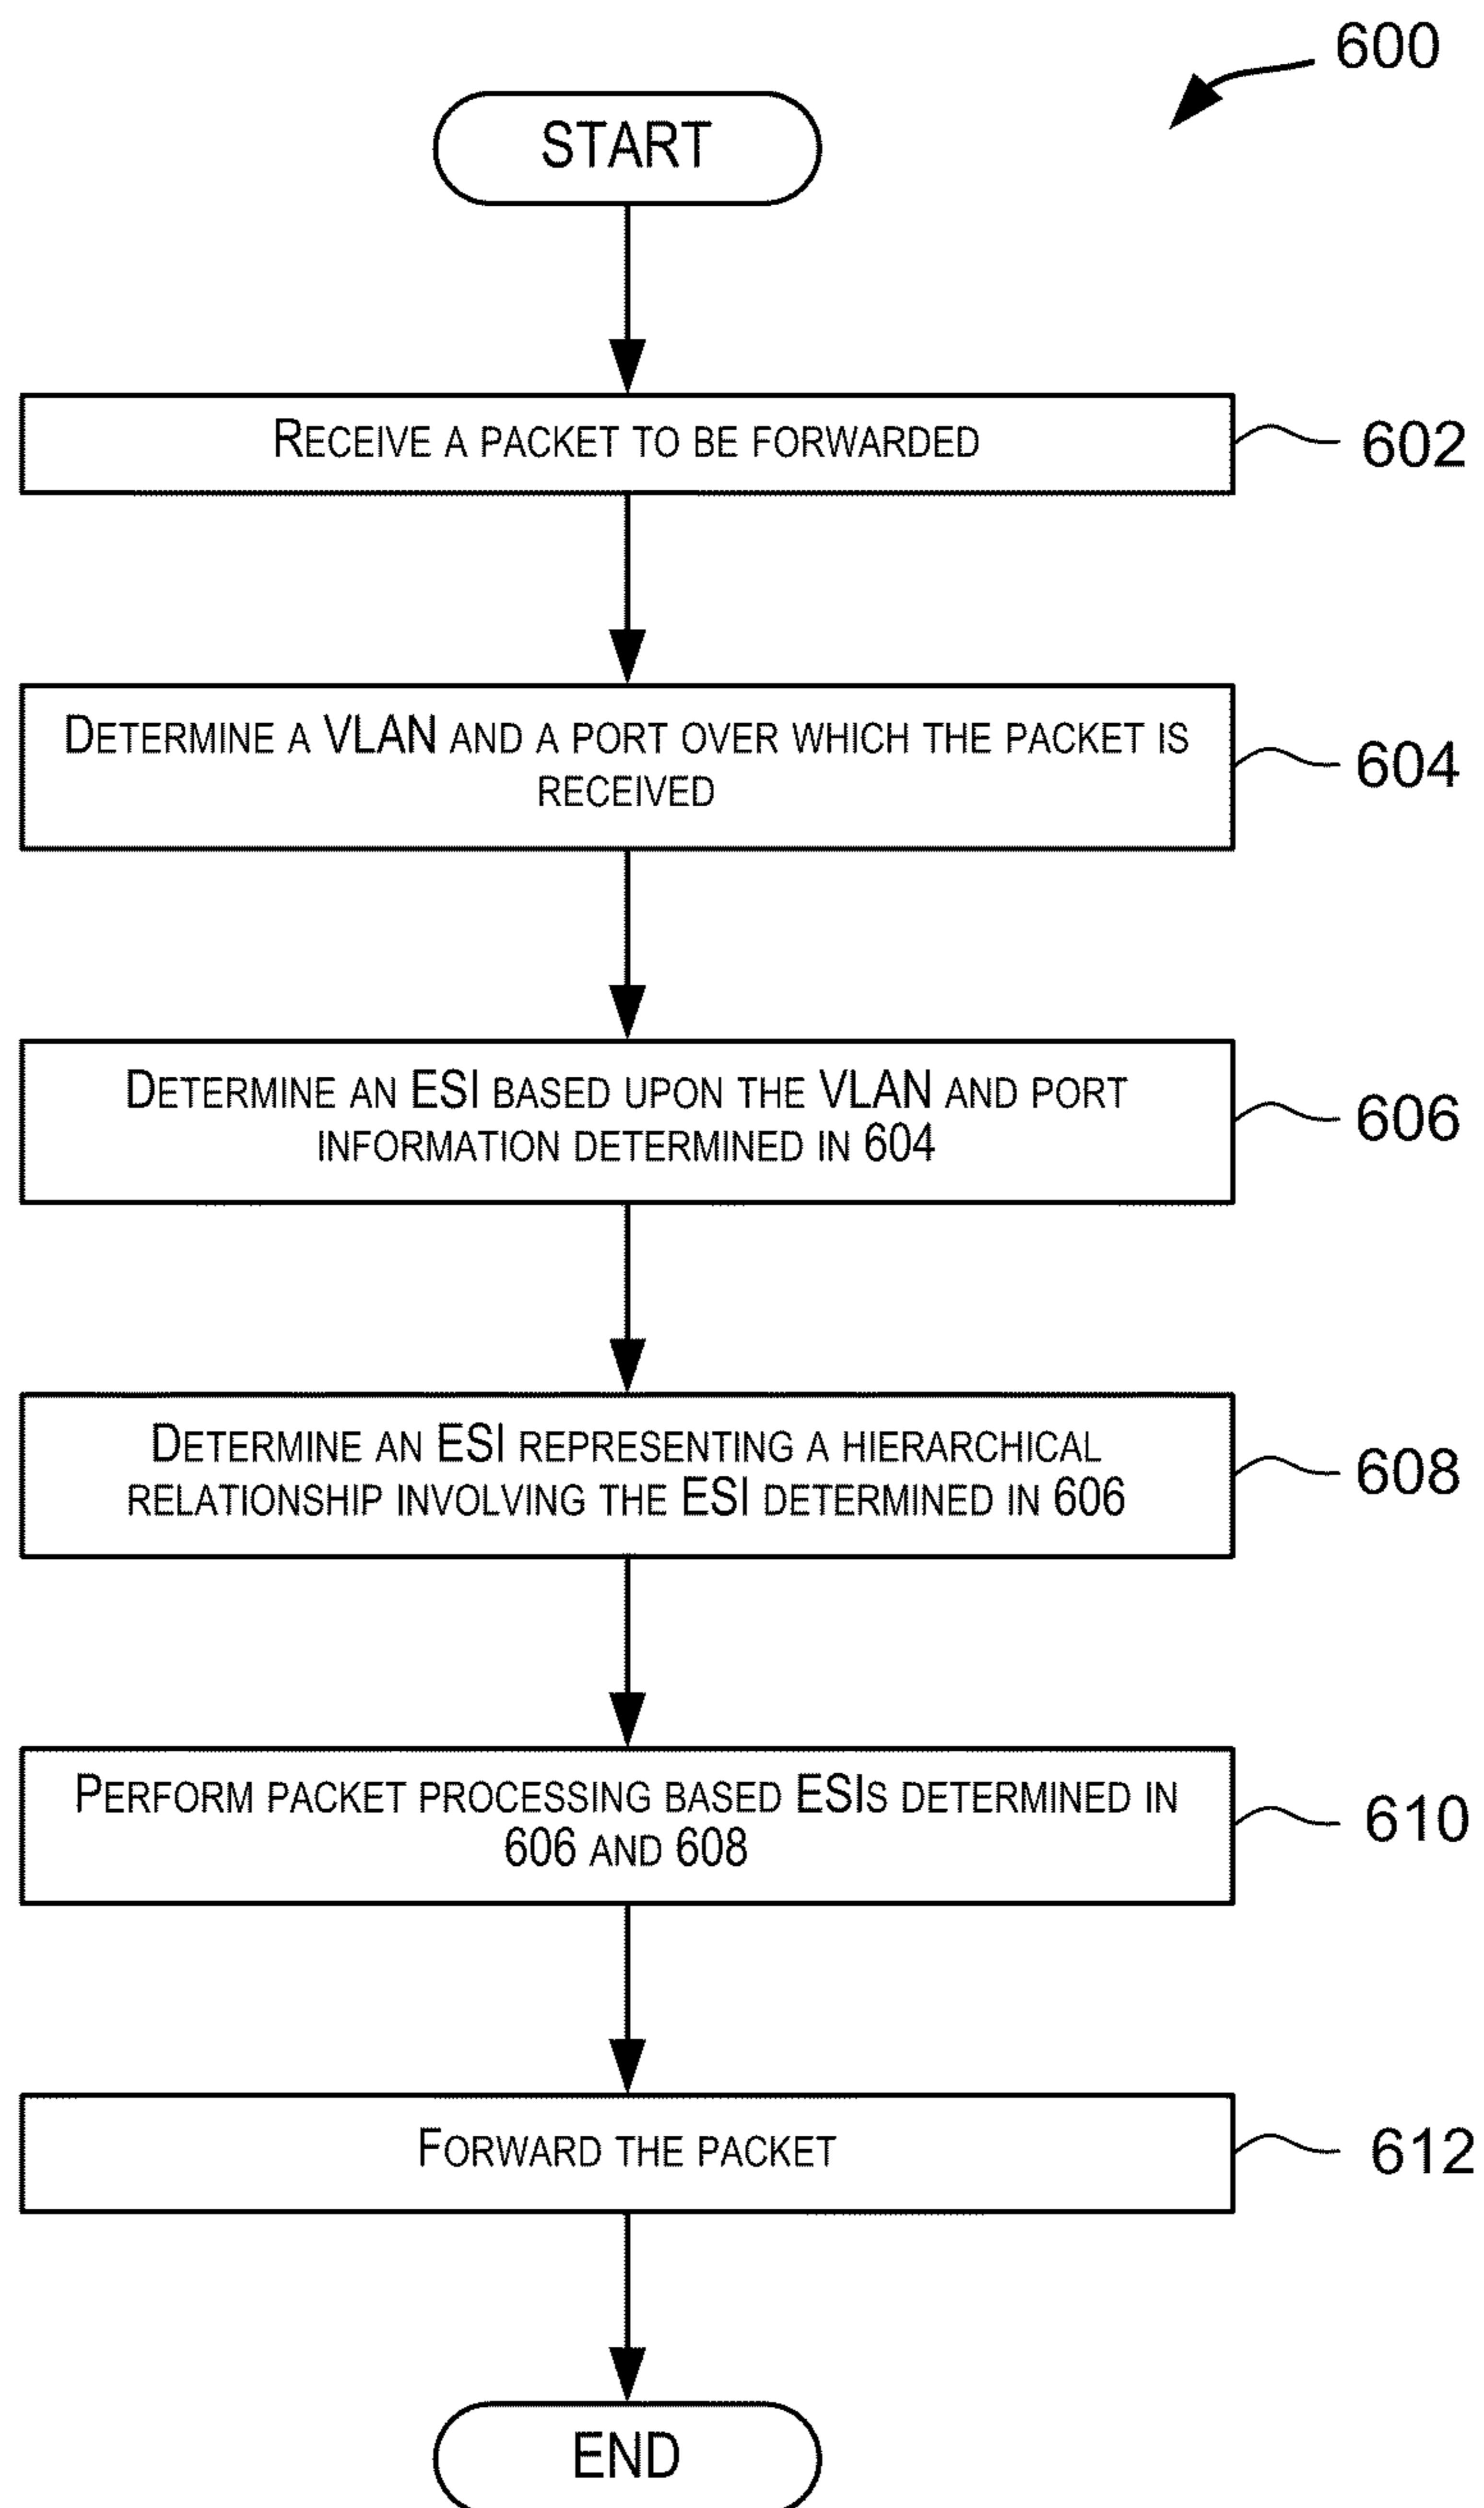 600
START
RECEIVE A PACKET TO BE FORWARDED
602
DETERMINE A VLAN AND A PORT OVER WHICH THE PACKET IS
RECEIVED
604
DETERMINE AN ESI BASED UPON THE VLAN AND PORT
INFORMATION DETERMINED IN 604
606
DETERMINE AN ESI REPRESENTING A HIERARCHICAL
RELATIONSHIP INVOLVING THE ESI DETERMINED IN 606
608
PERFORM PACKET PROCESSING BASED ESIS DETERMINED IN
606 AND 608
610
FORWARD THE PACKET
612
END